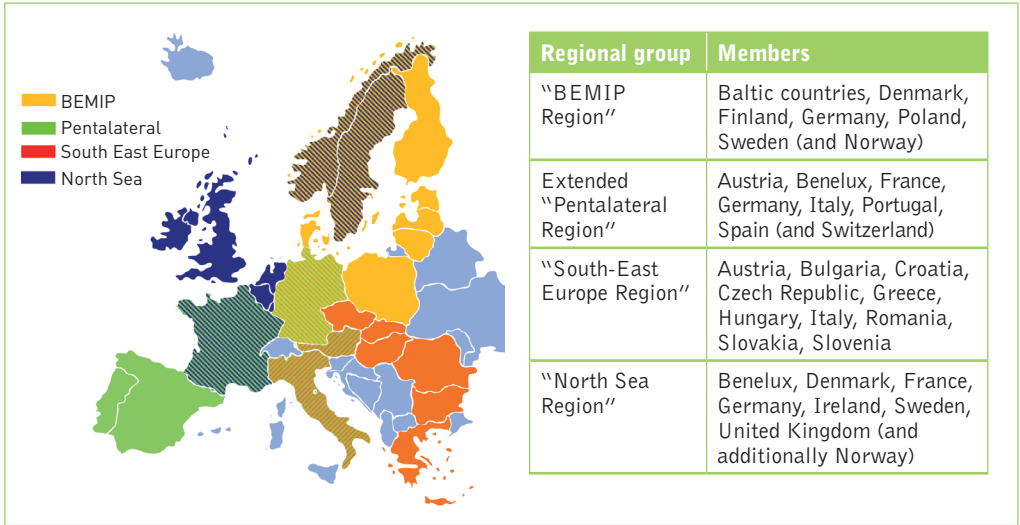 BEMIP
Pentalateral
South East Europe
North Sea
Regional group Members
“BEMIP
Region”
Baltic countries, Denmark,
Finland, Germany, Poland,
Sweden (and Norway)
Extended
“Pentalateral
Region”
Austria, Benelux, France,
Germany, Italy, Portugal,
Spain (and Switzerland)
“South-East
Europe Region”
Austria, Bulgaria, Croatia,
Czech Republic, Greece,
Hungary, Italy, Romania,
Slovakia, Slovenia
“North Sea
Region”
Benelux, Denmark, France,
Germany, Ireland, Sweden,
United Kingdom (and
additionally Norway)